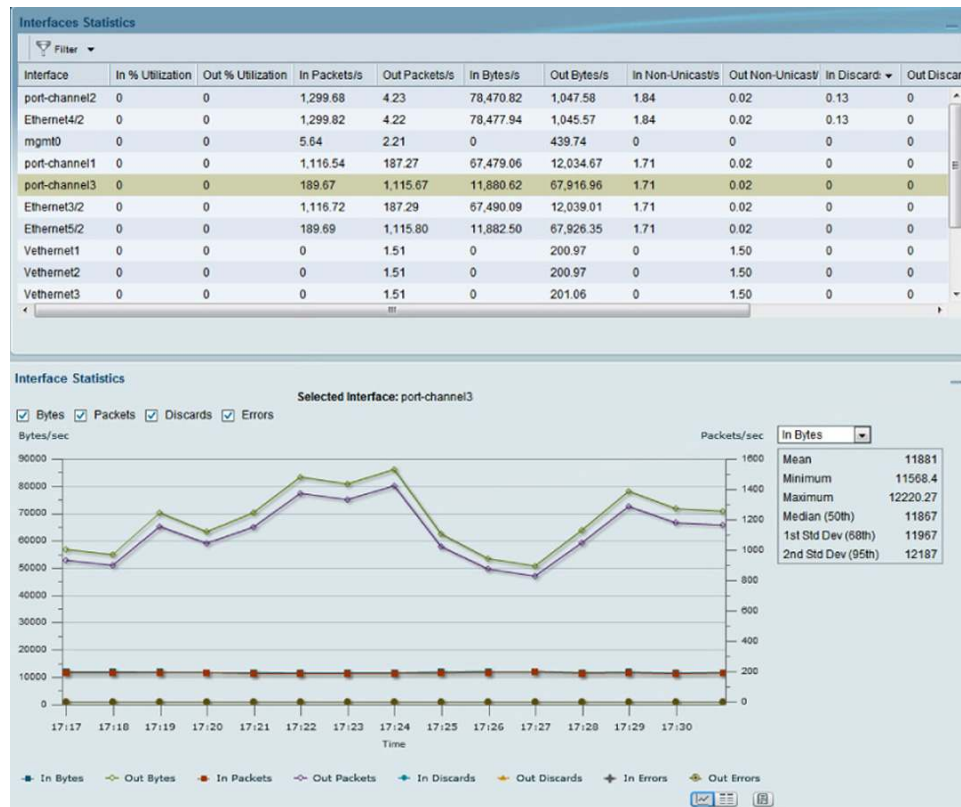 Interfaces Statistics
Filter
Interface In % Utilization Out % Utilization In Packets/s Out Packets/s In Bytes/s Out Bytes/s In Non-Unicast/s Out Non-Unicast/ In Discard: Out Discar
port-channel2 0 0 1,299.68 4.23 78,470.82 1,047.58 1.84 0.02 0.13 0
Ethernet4/2 0 0 1,299.82 4.22 78,477.94 1,045.57 1.84 0.02 0.13 0
mgmt0 0 0 5.64 2.21 0 439.74 0 0 0 0
port-channel1 0 0 1,116.54 187.27 67,479.06 12,034.67 1.71 0.02 0 0
port-channel3 0 0 189.67 1,115.67 11,880.62 67,916.96 1.71 0.02 0 0
Ethernet3/2 0 0 1,116.72 187.29 67,490.09 12,039.01 1.71 0.02 0 0
Ethernet5/2 0 0 189.69 1,115.80 11,882.50 67,926.35 1.71 0.02 0 0
Vethernet1 0 0 0 1.51 0 200.97 0 1.50 0 0
Vethernet2 0 0 0 1.51 0 200.97 0 1.50 0 0
Vethernet3 0 0 0 1.51 0 201.06 0 1.50 0 0
Interface Statistics
Selected Interface: port-channel3
Bytes Packets Discards Errors
Bytes/sec Packets/sec In Bytes
90000 1600
80000 1400
70000 1200
60000 1000
50000 800
40000 600
30000 400
20000 200
10000 0
0
Mean 11881
Minimum 11568.4
Maximum 12220.27
Median (50th) 11867
1st Std Dev (68th) 11967
2nd Std Dev (95th) 12187
17:17 17:18 17:19 17:20 17:21 17:22 17:23 17:24 17:25 17:26 17:27 17:28 17:29 17:30
Time
In Bytes Out Bytes In Packets Out Packets In Discards Out Discards In Errors Out Errors